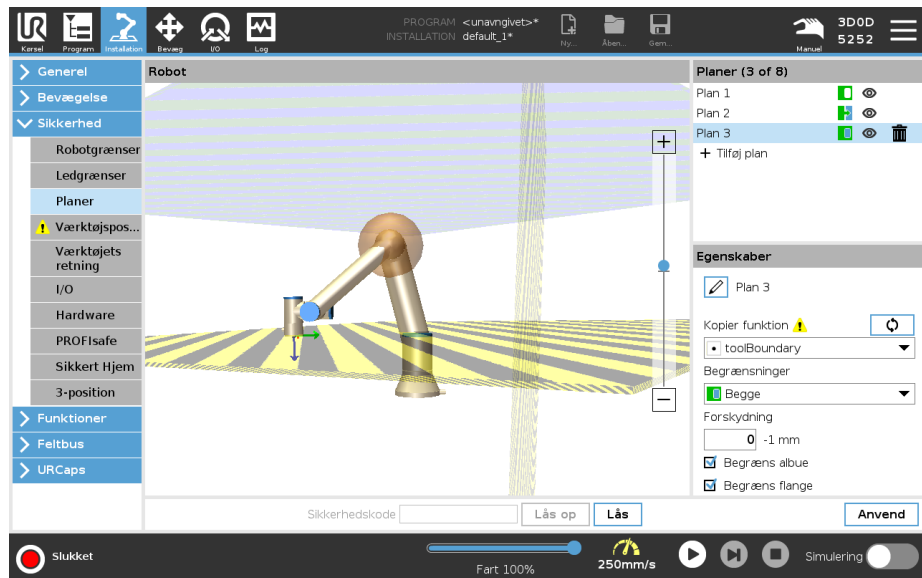 PROGRAM <unavngivet>*
INSTALLATION default_1*
Kørsel
Program
Installation
Bevæg
I/O
Log
Ny...
Åben...
Gem...
Manuel
3D0D
5252
Generel
Bevægelse
Sikkerhed
Robotgrænser
Ledgrænser
Planer
Værktøjspos...
Værktøjets
retning
I/O
Hardware
PROFIsafe
Sikkert Hjem
3-position
Funktioner
Feltbus
URCaps
Robot
Planer (3 of 8)
Plan 1
Plan 2
Plan 3
+ Tilføj plan
Egenskaber
Plan 3
Kopier funktion
toolBoundary
Begrænsninger
Begge
Forskydning
0 -1 mm
Begræns albue
Begræns flange
Sikkerhedskode
Lås op
Lås
Anvend
Slukket
Fart 100%
250mm/s
Simulering